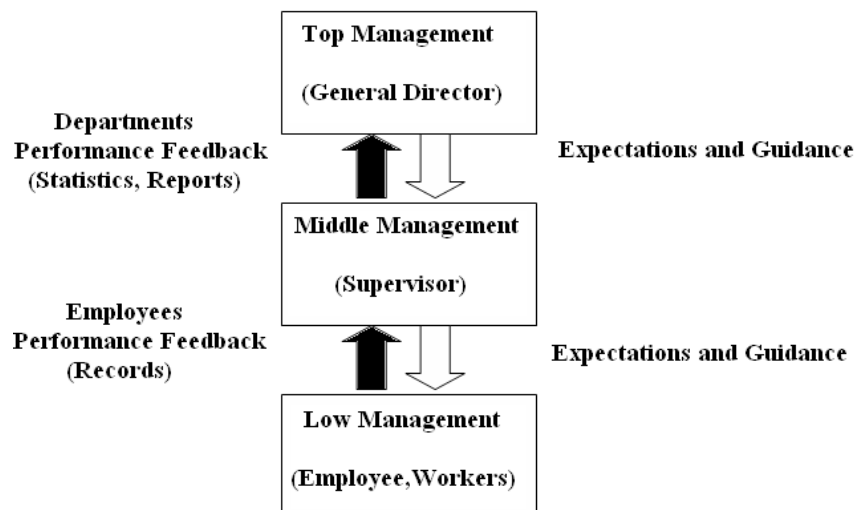 Top Management
(General Director)
Departments
Performance Feedback
(Statistics, Reports)
Expectations and Guidance
Middle Management
(Supervisor)
Employees
Performance Feedback
(Records)
Expectations and Guidance
Low Management
(Employee,Workers)